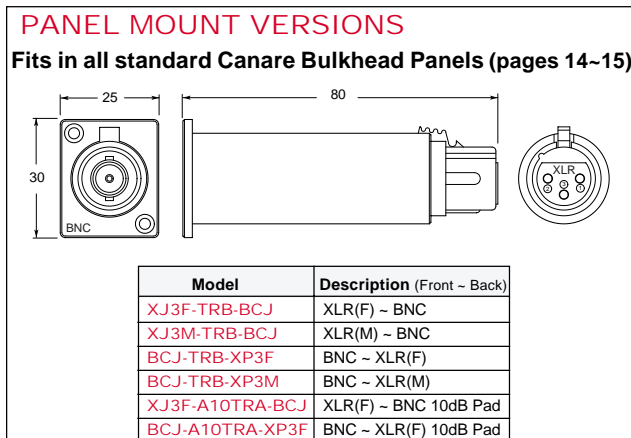 PANEL MOUNT VERSIONS
Fits in all standard Canare Bulkhead Panels (pages 14~15)
25
80
30
BNC
XLR
2 3 1
Model Description (Front ~ Back)
XJ3F-TRB-BCJ XLR(F) ~ BNC
XJ3M-TRB-BCJ XLR(M) ~ BNC
BCJ-TRB-XP3F BNC ~ XLR(F)
BCJ-TRB-XP3M BNC ~ XLR(M)
XJ3F-A10TRA-BCJ XLR(F) ~ BNC 10dB Pad
BCJ-A10TRA-XP3F BNC ~ XLR(F) 10dB Pad